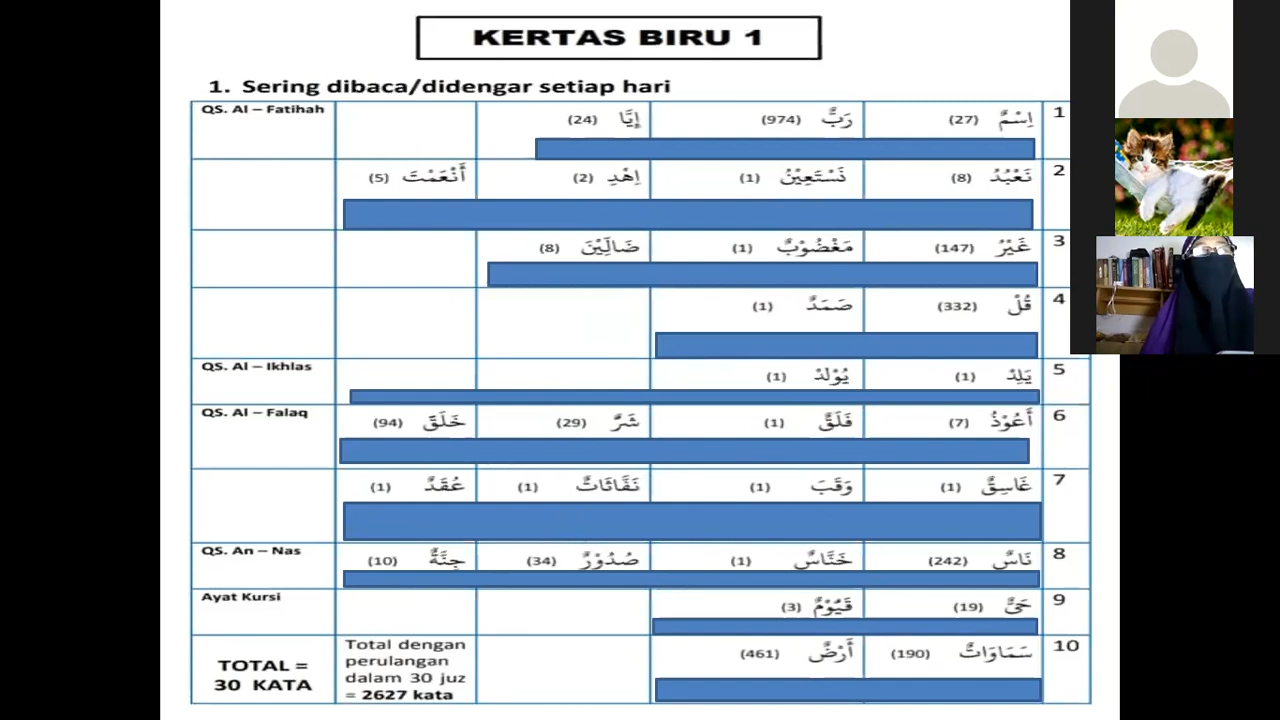 KERTAS BIRU 1
1. Sering dibaca/didengar setiap hari
QS. Al – Fatihah
1 اِسْمٌ (27) رَبٌّ (974) إِيَّا (24)
2 نَعْبُدُ (8) نَسْتَعِيْنُ (1) اِهْدِ (2) أَنْعَمْتَ (5)
3 غَيْرُ (147) مَغْضُوْبٌ (1) ضَالِّيْنَ (8)
4 قُلْ (332) صَمَدٌ (1)
QS. Al – Ikhlas
5 يَلِدْ (1) يُوْلَدْ (1)
QS. Al – Falaq
6 أَعُوْذُ (7) فَلَقٌ (1) شَرٌّ (29) خَلَقَ (94)
7 غَاسِقٌ (1) وَقَبَ (1) نَفَّاثَاتٌ (1) عُقَدٌ (1)
QS. An – Nas
8 نَاسٌ (242) خَنَّاسٌ (1) صُدُوْرٌ (34) جِنَّةٌ (10)
Ayat Kursi
9 حَيٌّ (19) قَيُوْمٌ (3)
10 سَمَاوَاتٌ (190) أَرْضٌ (461)
TOTAL =
30 KATA
Total dengan
perulangan
dalam 30 juz
= 2627 kata